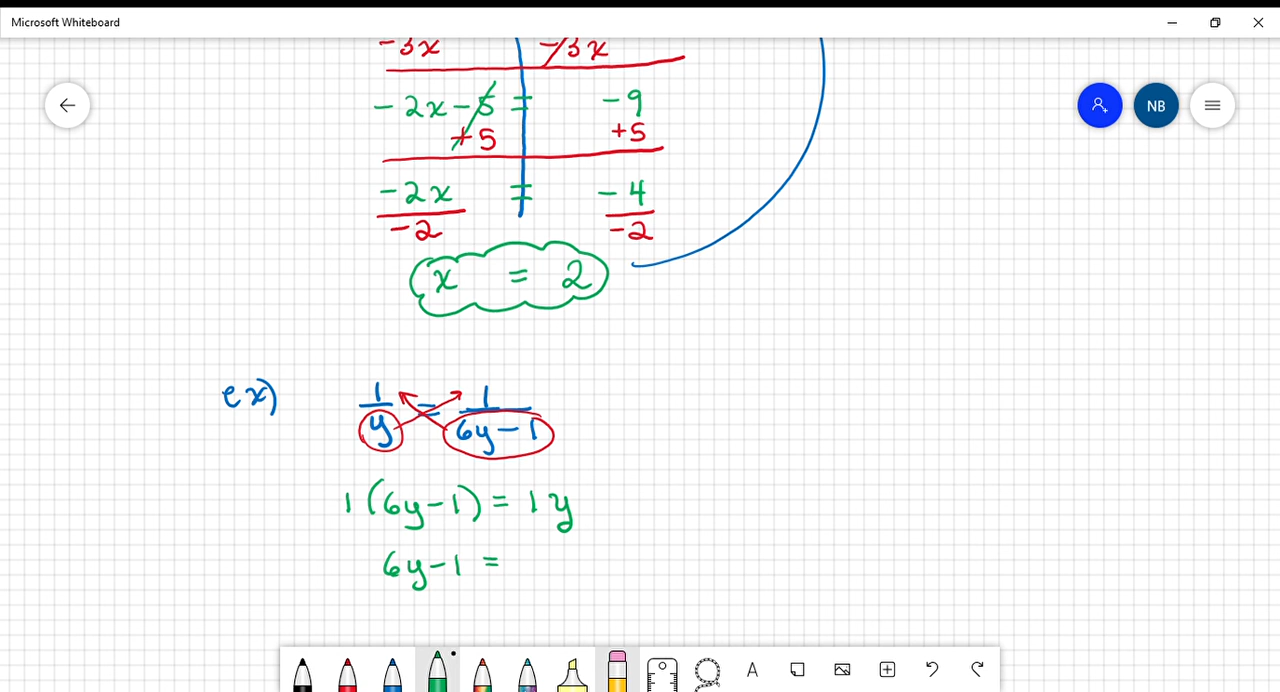 Microsoft Whiteboard
-3x -3x
NB
-2x-5 = -9
+5 +5
-2x = -4
-2 -2
x = 2
ex) 1 = 1
y 6y-1
1(6y-1) = 1y
6y-1 =
A